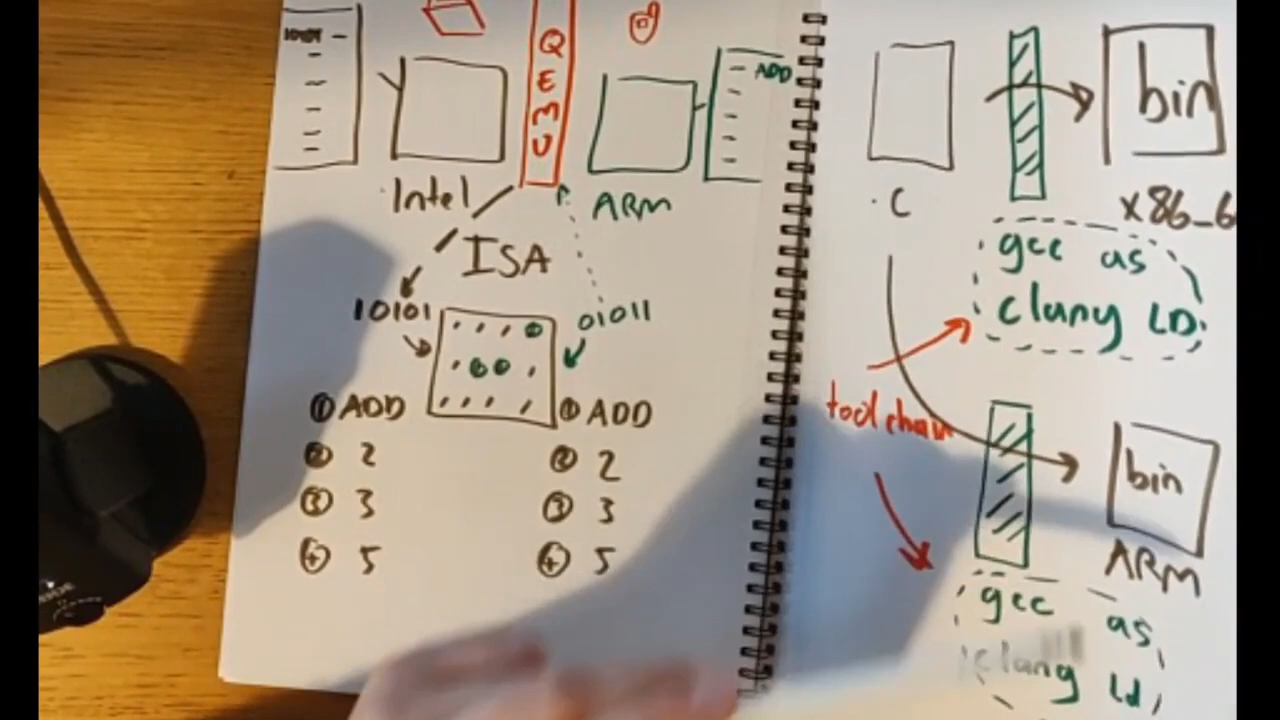 QEMU
ADD
Intel
ARM
ISA
10101
01011
① ADD
② 2
③ 3
④ 5
① ADD
② 2
③ 3
④ 5
bin
C
x86_6
gcc as
clang LD
toolchain
bin
ARM
gcc as
clang ld